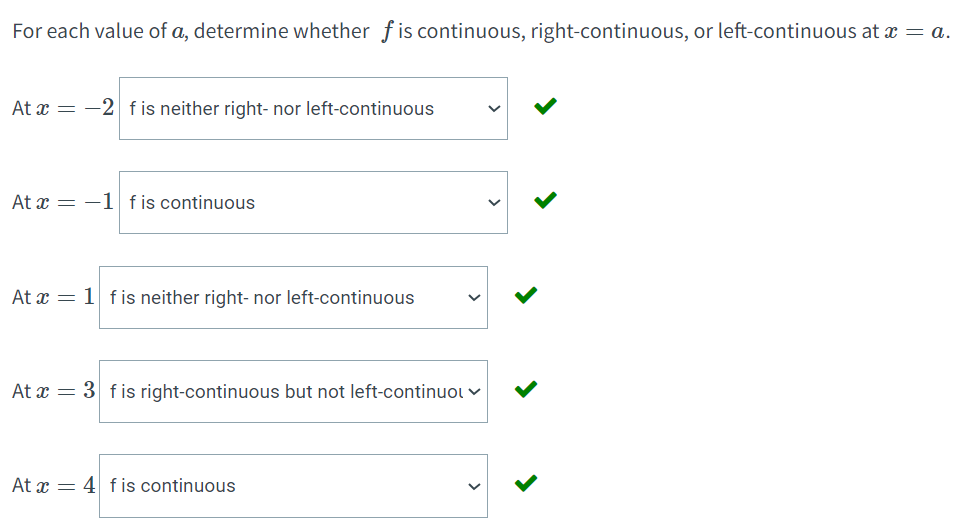 For each value of a, determine whether f is continuous, right-continuous, or left-continuous at x = a.
At x = −2 f is neither right- nor left-continuous
At x = −1 f is continuous
At x = 1 f is neither right- nor left-continuous
At x = 3 f is right-continuous but not left-continuou
At x = 4 f is continuous